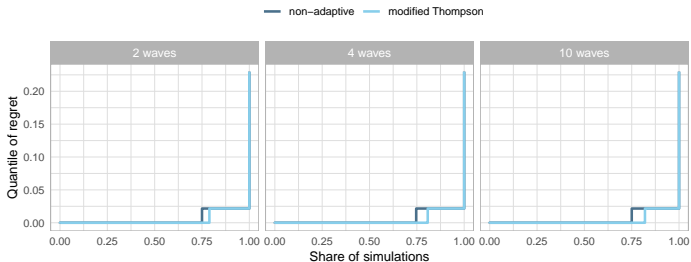 non−adaptive modified Thompson
2 waves 4 waves 10 waves
Quantile of regret
0.20
0.15
0.10
0.05
0.00
0.00 0.25 0.50 0.75 1.00 0.00 0.25 0.50 0.75 1.00 0.00 0.25 0.50 0.75 1.00
Share of simulations